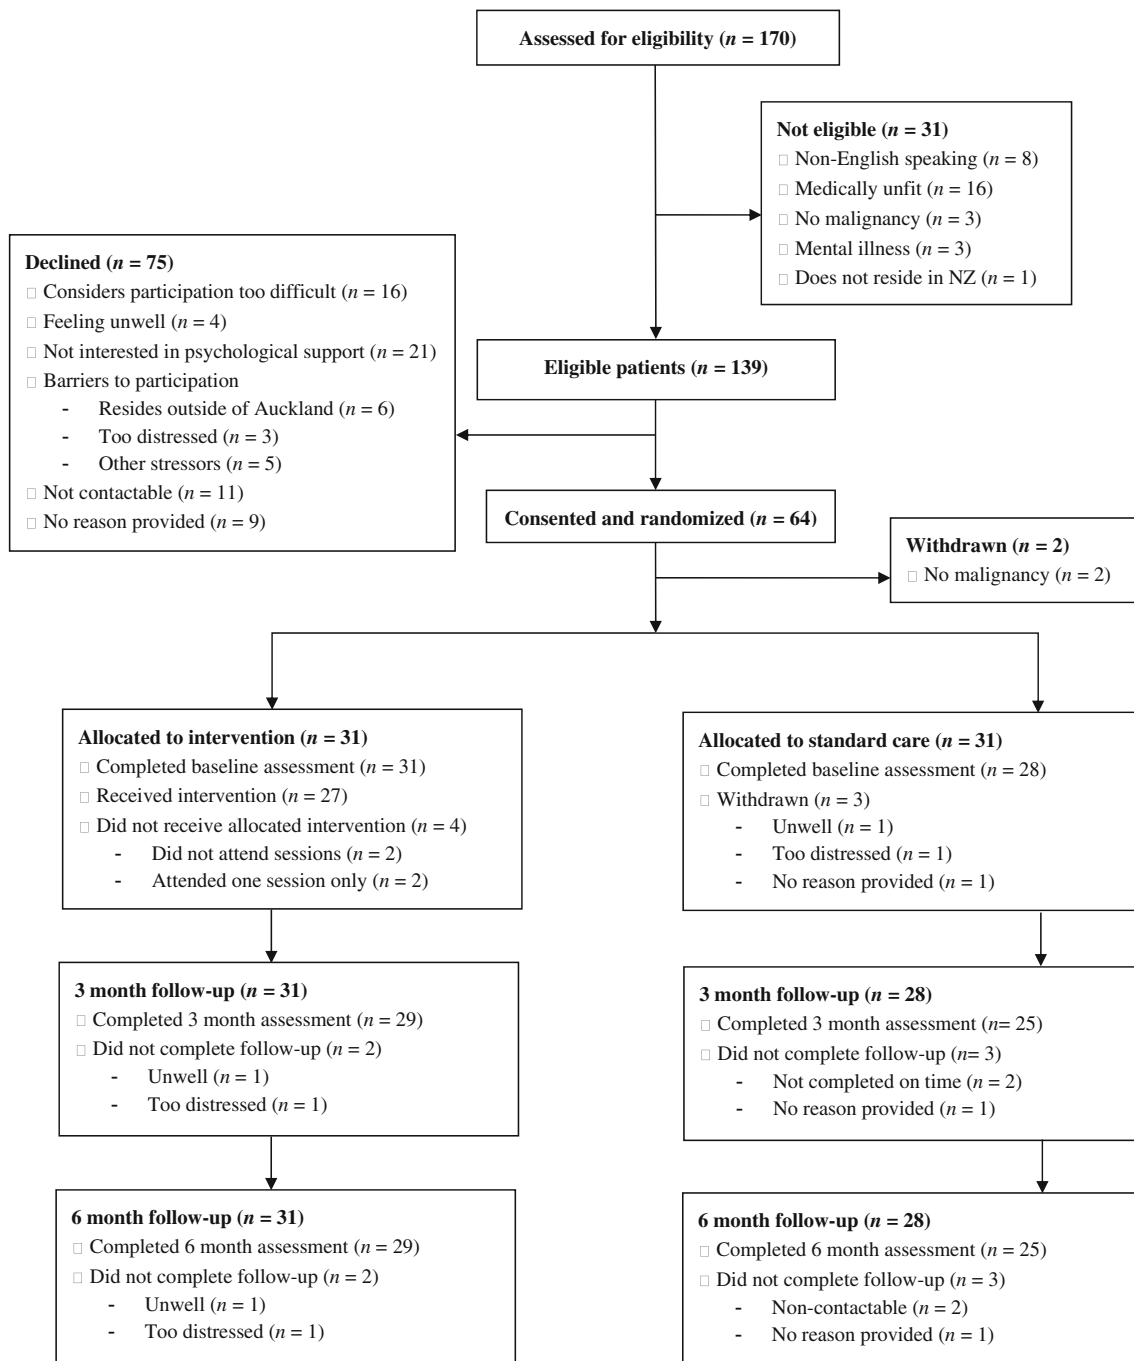 Assessed for eligibility (n = 170)
Not eligible (n = 31)
□ Non-English speaking (n = 8)
□ Medically unfit (n = 16)
□ No malignancy (n = 3)
□ Mental illness (n = 3)
□ Does not reside in NZ (n = 1)
Declined (n = 75)
□ Considers participation too difficult (n = 16)
□ Feeling unwell (n = 4)
□ Not interested in psychological support (n = 21)
□ Barriers to participation
- Resides outside of Auckland (n = 6)
- Too distressed (n = 3)
- Other stressors (n = 5)
□ Not contactable (n = 11)
□ No reason provided (n = 9)
Eligible patients (n = 139)
Consented and randomized (n = 64)
Withdrawn (n = 2)
□ No malignancy (n = 2)
Allocated to intervention (n = 31)
□ Completed baseline assessment (n = 31)
□ Received intervention (n = 27)
□ Did not receive allocated intervention (n = 4)
- Did not attend sessions (n = 2)
- Attended one session only (n = 2)
Allocated to standard care (n = 31)
□ Completed baseline assessment (n = 28)
□ Withdrawn (n = 3)
- Unwell (n = 1)
- Too distressed (n = 1)
- No reason provided (n = 1)
3 month follow-up (n = 31)
□ Completed 3 month assessment (n = 29)
□ Did not complete follow-up (n = 2)
- Unwell (n = 1)
- Too distressed (n = 1)
3 month follow-up (n = 28)
□ Completed 3 month assessment (n= 25)
□ Did not complete follow-up (n= 3)
- Not completed on time (n = 2)
- No reason provided (n = 1)
6 month follow-up (n = 31)
□ Completed 6 month assessment (n = 29)
□ Did not complete follow-up (n = 2)
- Unwell (n = 1)
- Too distressed (n = 1)
6 month follow-up (n = 28)
□ Completed 6 month assessment (n = 25)
□ Did not complete follow-up (n = 3)
- Non-contactable (n = 2)
- No reason provided (n = 1)